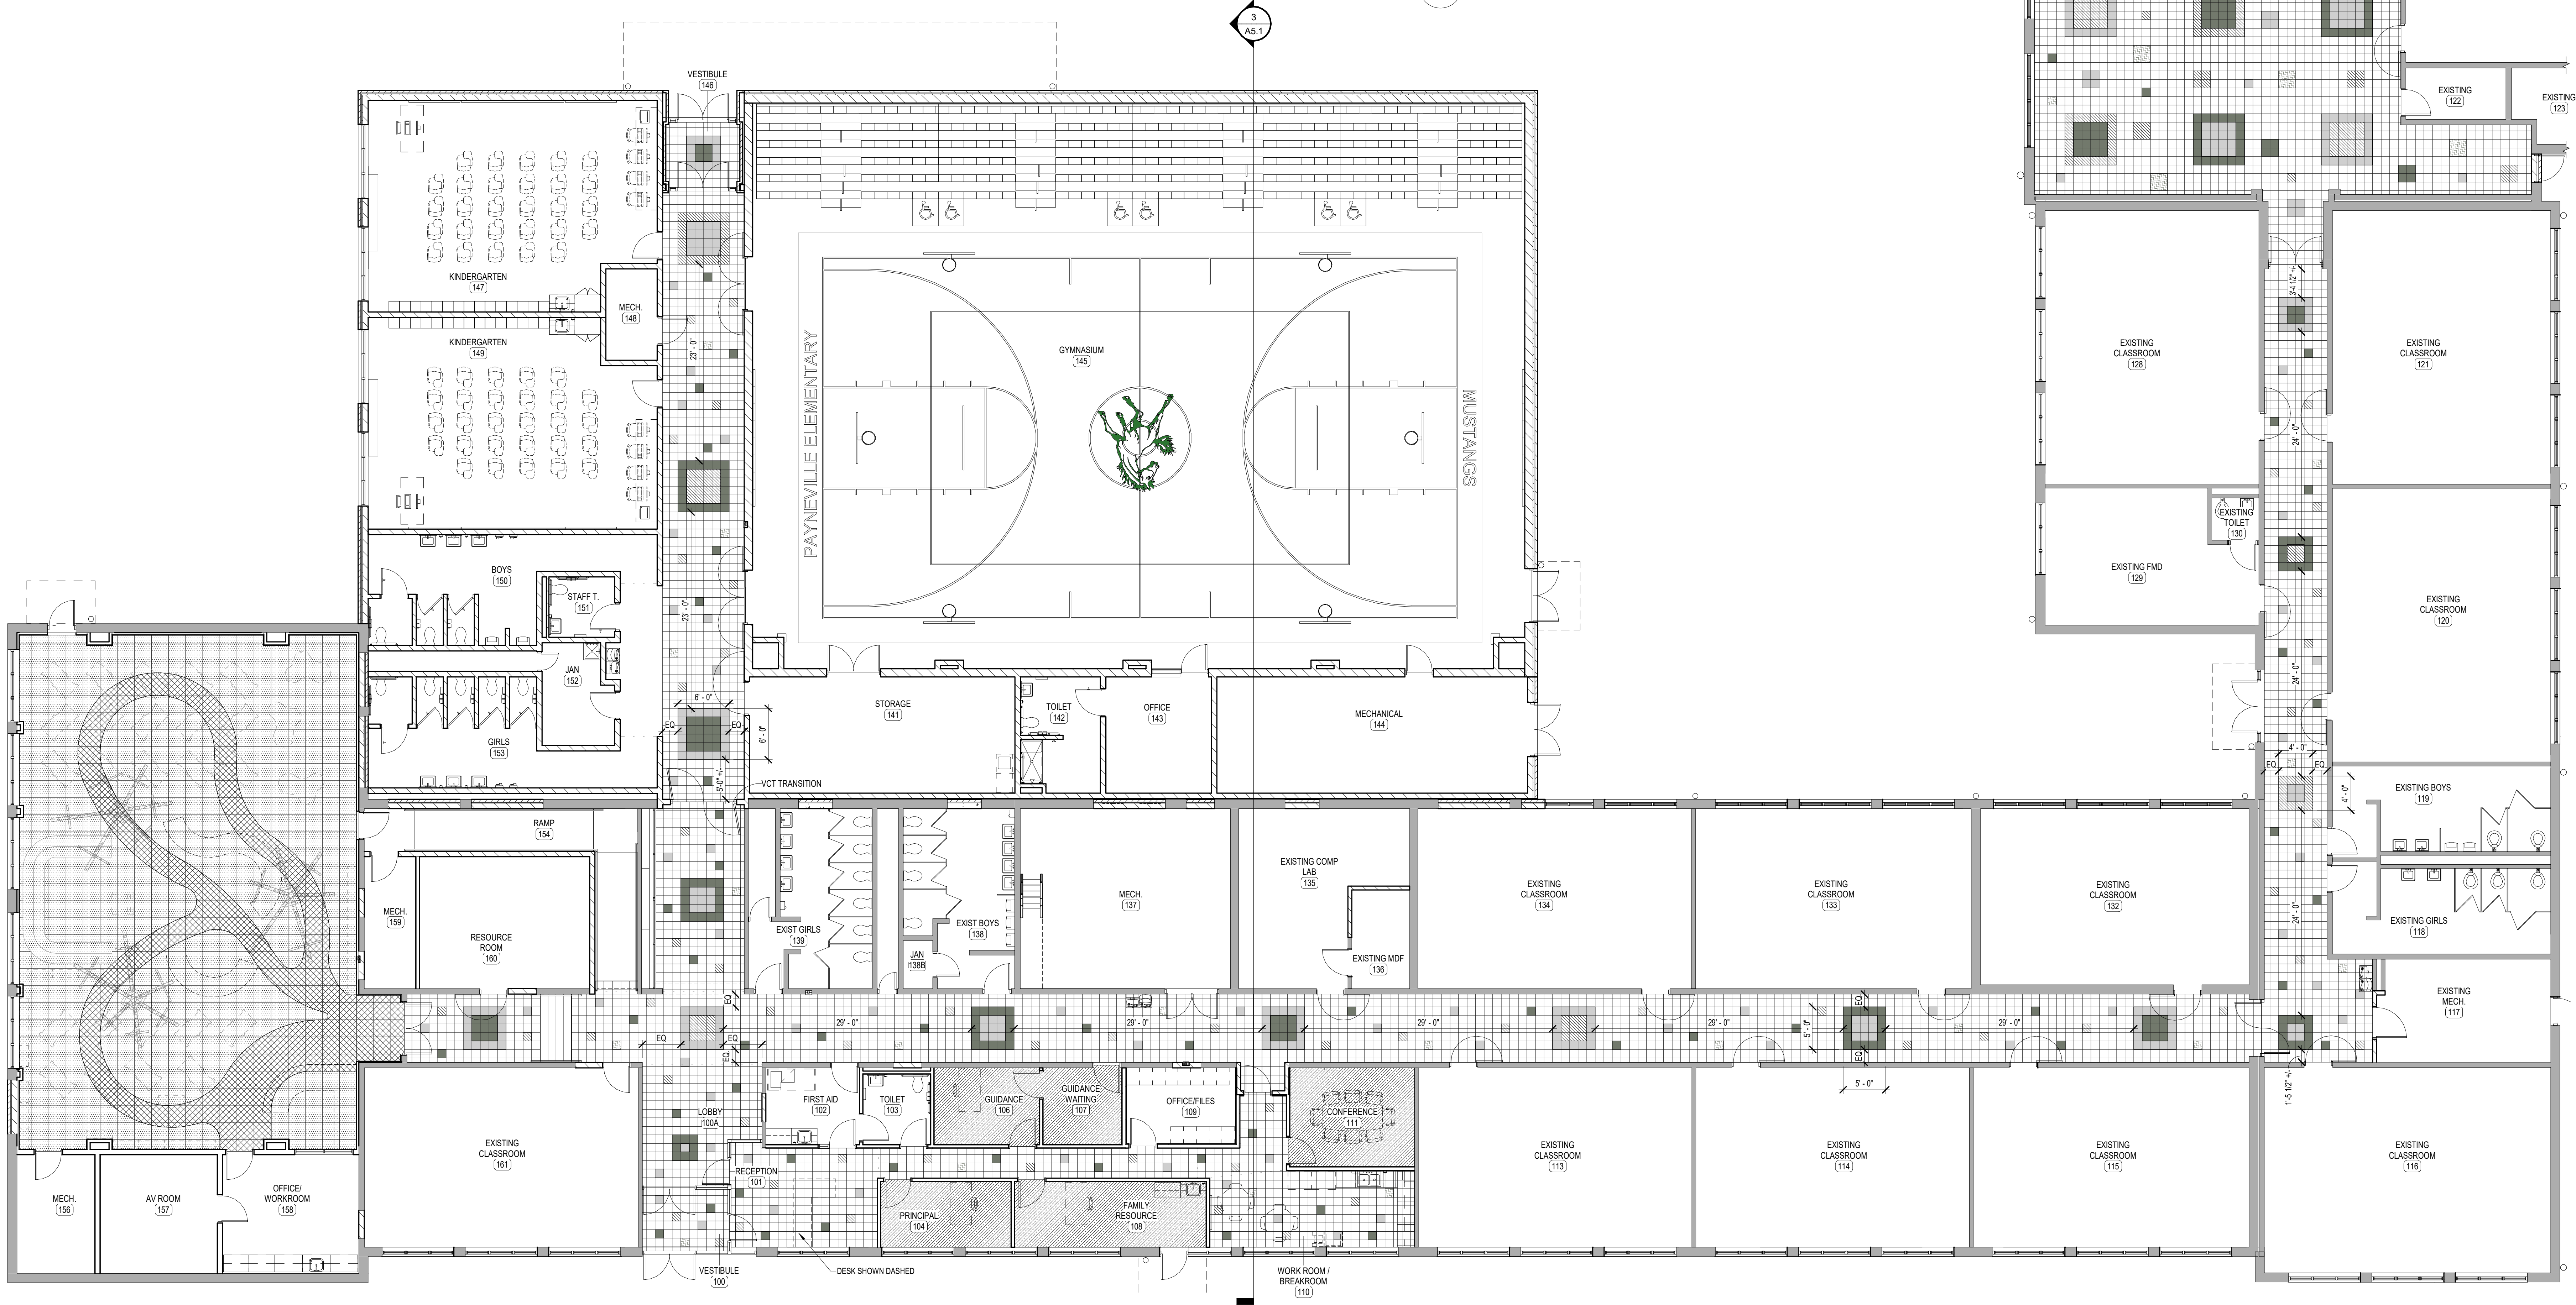 3
A5.1
VESTIBULE
146
EXISTING
122
EXISTING
123
KINDERGARTEN
147
MECH.
148
KINDERGARTEN
149
23' - 0"
PAYNEVILLE ELEMENTARY
GYMNASIUM
145
MUSTANGS
EXISTING
CLASSROOM
128
3'-4 1/2" +/-
EXISTING
CLASSROOM
121
24' - 0"
EXISTING
TOILET
130
EXISTING FMD
129
EXISTING
CLASSROOM
120
BOYS
150
STAFF T.
151
23' - 0"
JAN
152
GIRLS
153
6' - 0"
EQ
EQ
6' - 0"
5'-0" +/-
VCT TRANSITION
STORAGE
141
TOILET
142
OFFICE
143
MECHANICAL
144
24' - 0"
4' - 0"
EQ
EQ
4' - 0"
EXISTING BOYS
119
RAMP
154
MECH.
159
RESOURCE
ROOM
160
EXIST GIRLS
139
EXIST BOYS
138
JAN
138B
MECH.
137
EXISTING COMP
LAB
135
EXISTING MDF
136
EXISTING
CLASSROOM
134
EXISTING
CLASSROOM
133
EXISTING
CLASSROOM
132
24' - 0"
EXISTING GIRLS
118
EXISTING
MECH.
117
EQ
EQ
EQ
EQ
29' - 0"
29' - 0"
29' - 0"
29' - 0"
29' - 0"
EQ
5' - 0"
EQ
5' - 0"
1'-5 1/2" +/-
LOBBY
100A
FIRST AID
102
TOILET
103
GUIDANCE
106
GUIDANCE
WAITING
107
OFFICE/FILES
109
CONFERENCE
111
EXISTING
CLASSROOM
161
EXISTING
CLASSROOM
113
EXISTING
CLASSROOM
114
EXISTING
CLASSROOM
115
EXISTING
CLASSROOM
116
RECEPTION
101
MECH.
156
AV ROOM
157
OFFICE/
WORKROOM
158
PRINCIPAL
104
FAMILY
RESOURCE
108
VESTIBULE
100
DESK SHOWN DASHED
WORK ROOM /
BREAKROOM
110